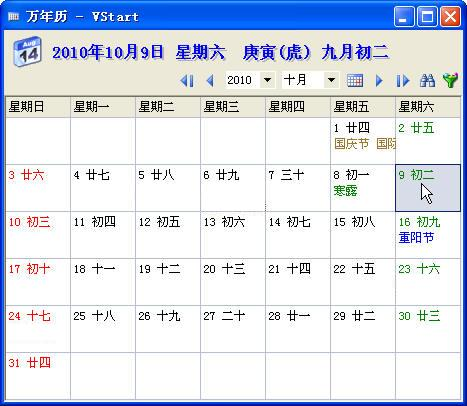 万年历 - VStart
Aug
14
2010年10月9日 星期六 庚寅(虎) 九月初二
2010 十月
星期日 星期一 星期二 星期三 星期四 星期五 星期六
1 廿四 2 廿五
国庆节 国际
3 廿六 4 廿七 5 廿八 6 廿九 7 三十 8 初一 9 初二
寒露
10 初三 11 初四 12 初五 13 初六 14 初七 15 初八 16 初九
重阳节
17 初十 18 十一 19 十二 20 十三 21 十四 22 十五 23 十六
24 十七 25 十八 26 十九 27 二十 28 廿一 29 廿二 30 廿三
31 廿四